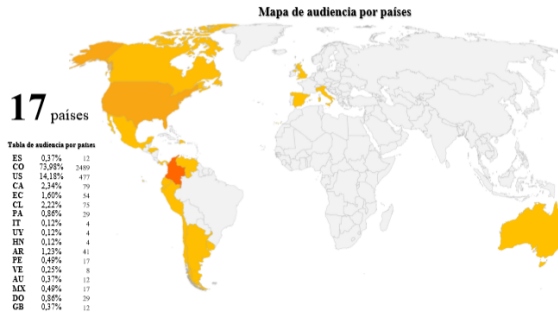 Mapa de audiencia por países
17 países
Tabla de audiencia por países
ES 0,37% 12
CO 73,98% 2489
US 14,18% 477
CA 2,34% 79
EC 1,60% 54
CL 2,22% 75
PA 0,86% 29
IT 0,12% 4
UY 0,12% 4
HN 0,12% 4
AR 1,23% 41
PE 0,49% 17
VE 0,25% 8
AU 0,37% 12
MX 0,49% 17
DO 0,86% 29
GB 0,37% 12